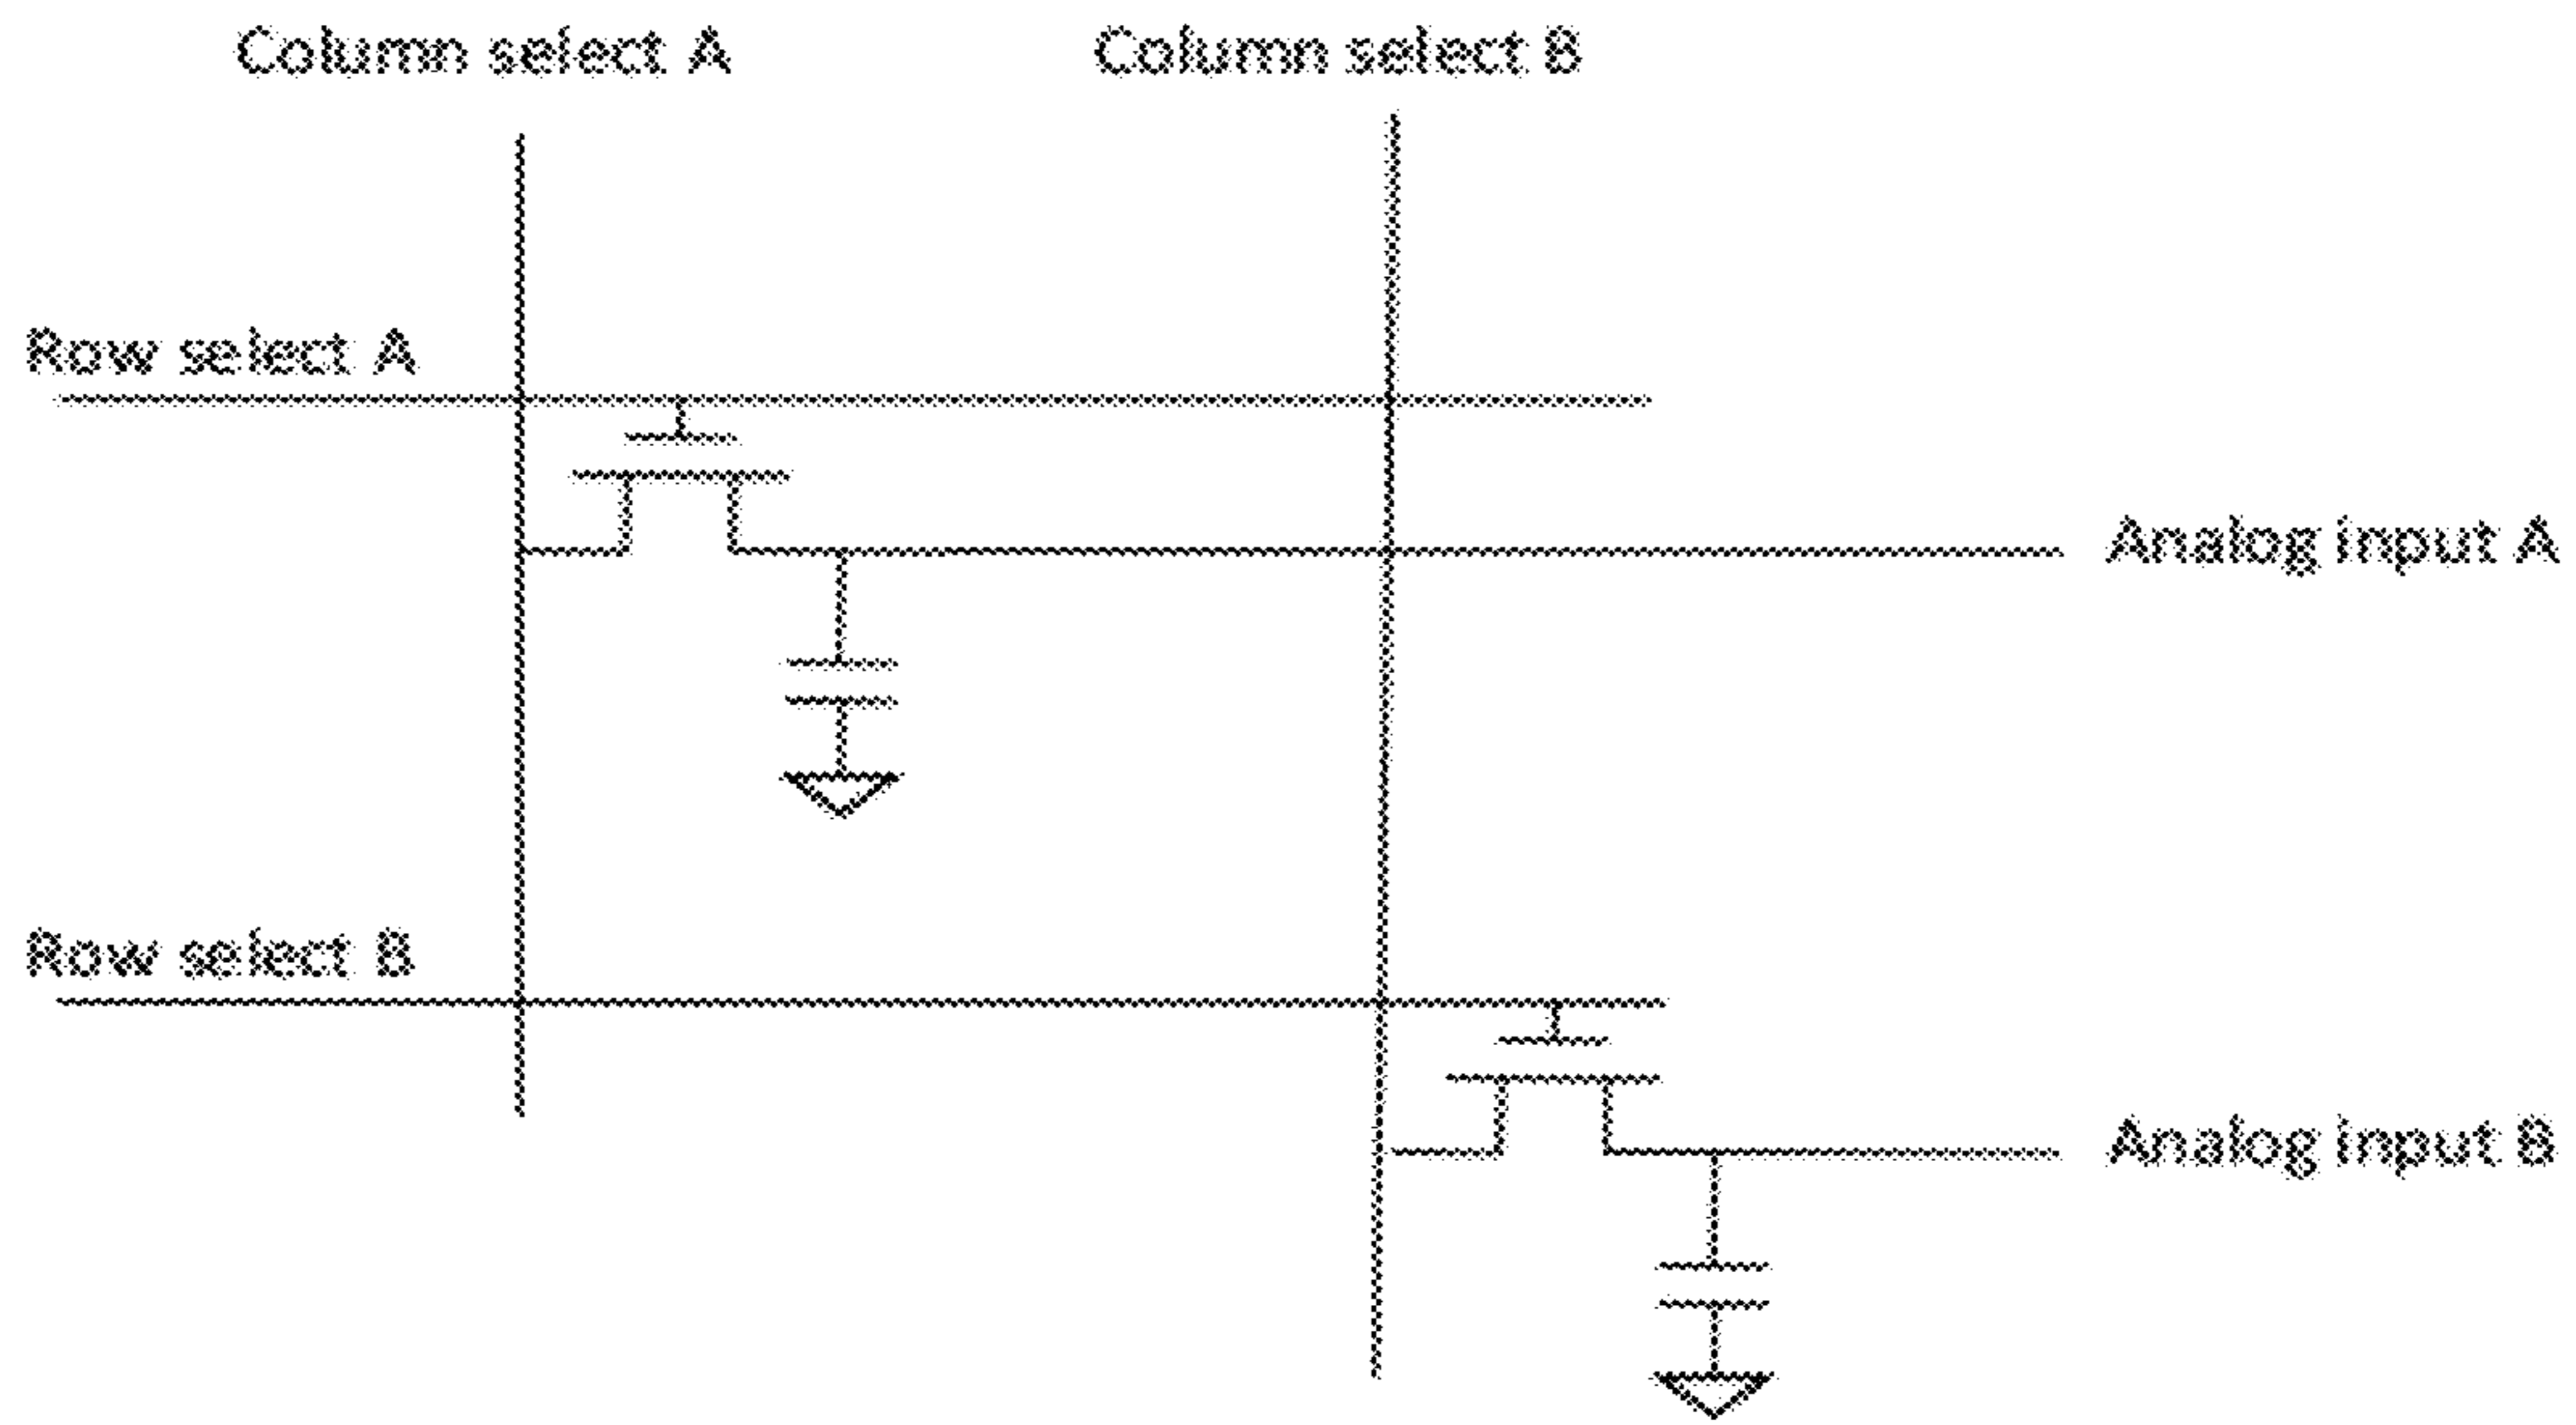 Column select A
Column select B
Row select A
Analog input A
Row select B
Analog input B